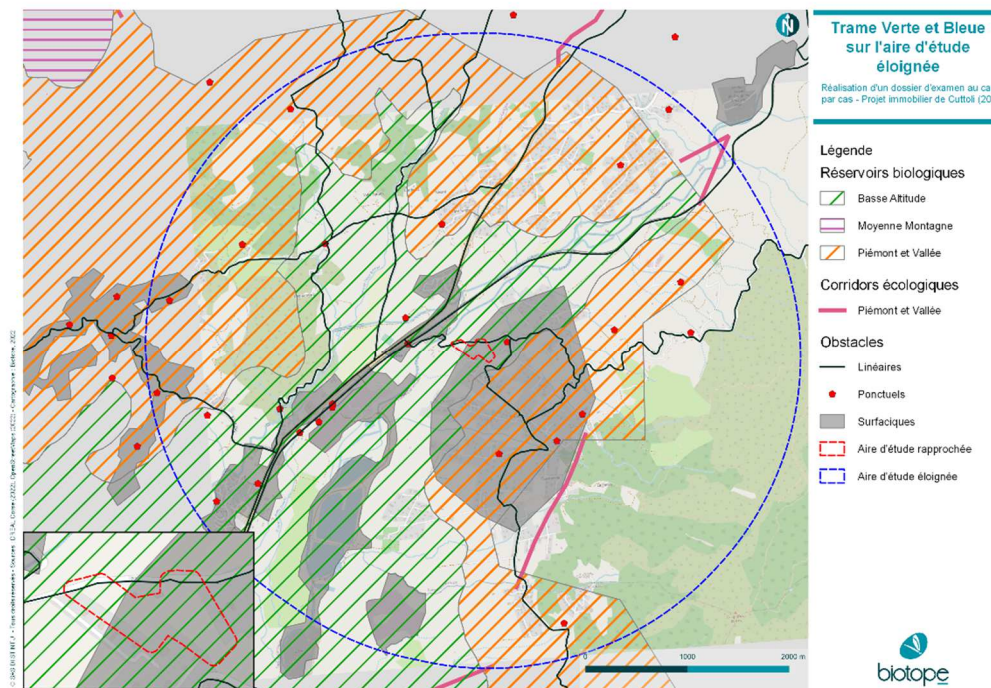 Trame Verte et Bleue
sur l'aire d'étude
éloignée
Réalisation d'un dossier d'examen au ca
par cas - Projet immobilier de Cuttoli (20
Légende
Réservoirs biologiques
Basse Altitude
Moyenne Montagne
Piémont et Vallée
Corridors écologiques
Piémont et Vallée
Obstacles
Linéaires
Ponctuels
Surfaciques
Aire d'étude rapprochée
Aire d'étude éloignée
0 1000 2000 m
biotope